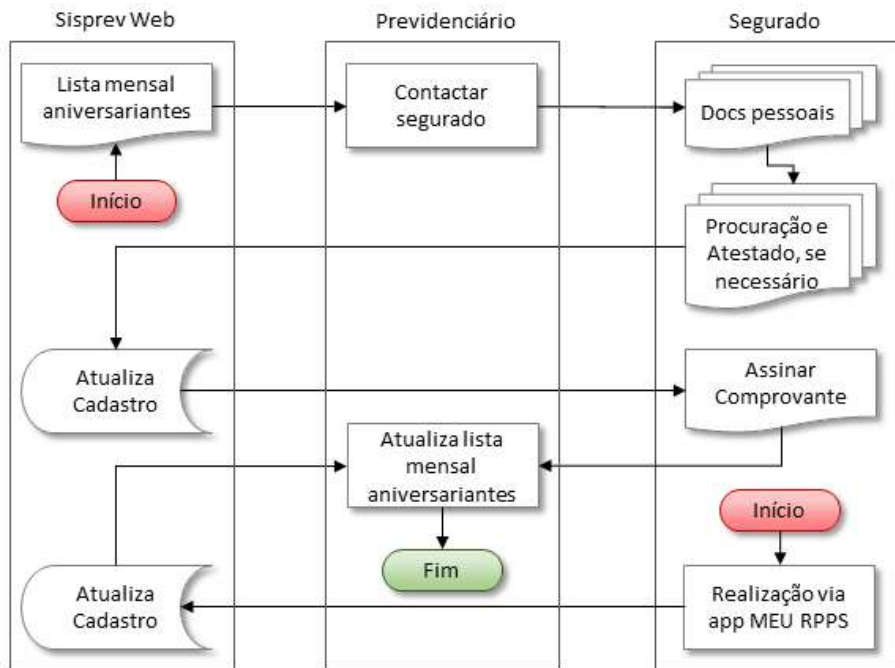 Sisprev Web
Previdenciário
Segurado
Lista mensal
aniversariantes
Contactar
segurado
Docs pessoais
Início
Procuração e
Atestado, se
necessário
Atualiza
Cadastro
Assinar
Comprovante
Atualiza lista
mensal
aniversariantes
Início
Fim
Atualiza
Cadastro
Realização via
app MEU RPPS